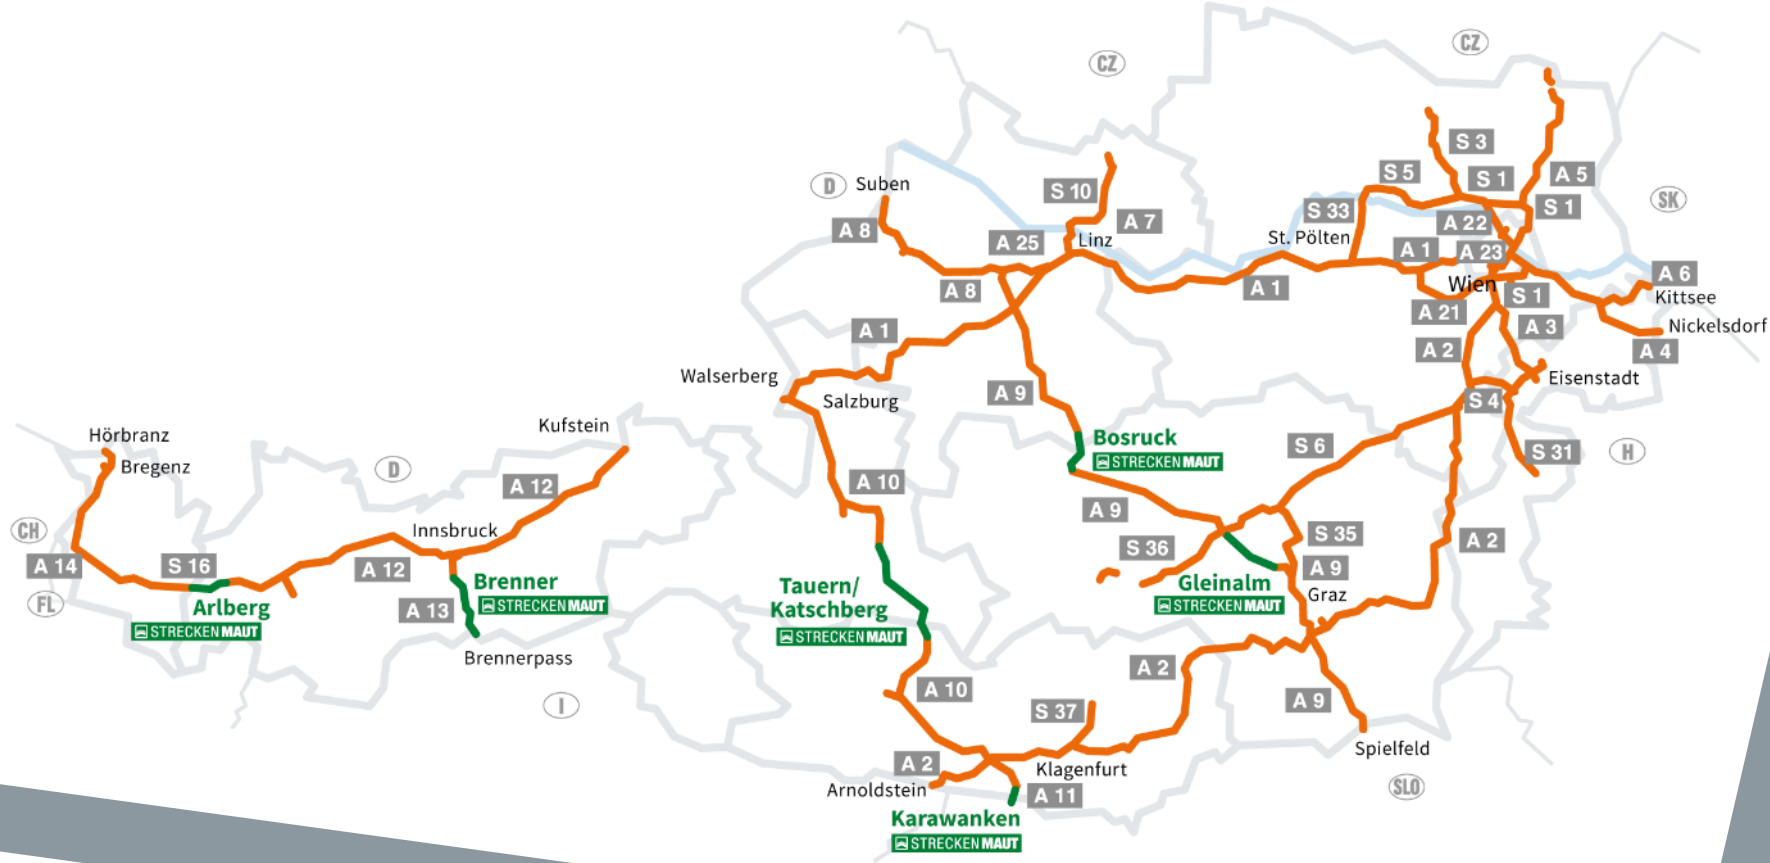 CZ
CZ
S 3
S 5
S 1
A 5
D
Suben
S 10
SK
A 8
A 7
S 33
S 1
A 25
Linz
St. Pölten
A 22
A 1
A 23
A 6
Wien
Kittsee
A 8
A 1
S 1
A 21
A 3
Nickelsdorf
A 1
A 2
A 4
Walserberg
Eisenstadt
Salzburg
A 9
S 4
Kufstein
Hörbranz
Bregenz
Bosruck
STRECKENMAUT
S 6
H
S 31
D
A 12
A 10
A 9
CH
Innsbruck
S 35
A 2
A 14
S 16
A 12
S 36
Brenner
STRECKENMAUT
Gleinalm
STRECKENMAUT
A 9
Graz
FL
Arlberg
STRECKENMAUT
A 13
Tauern/
Katschberg
STRECKENMAUT
Brennerpass
A 2
A 10
I
S 37
A 9
Spielfeld
A 2
Klagenfurt
Arnoldstein
A 11
SLO
Karawanken
STRECKENMAUT